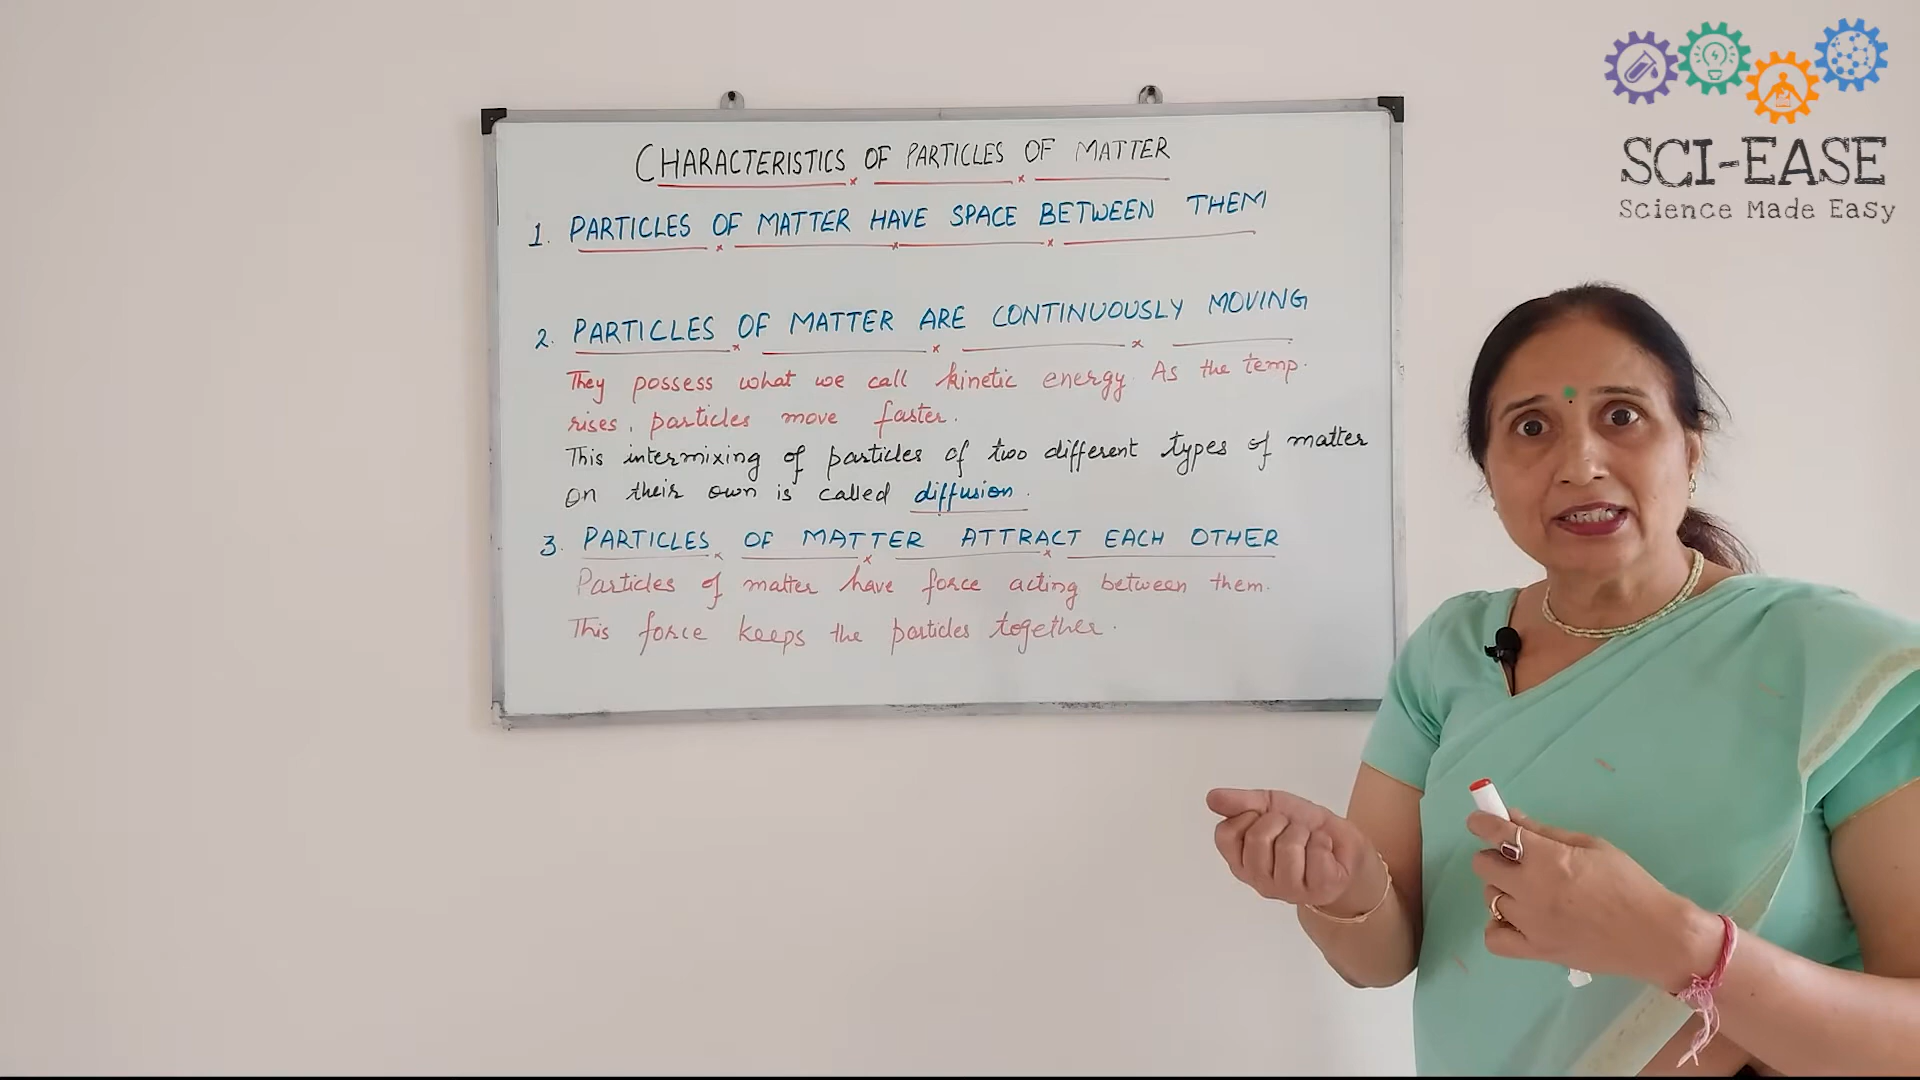 CHARACTERISTICS OF PARTICLES OF MATTER
1. PARTICLES OF MATTER HAVE SPACE BETWEEN THEM
2. PARTICLES OF MATTER ARE CONTINUOUSLY MOVING
They possess what we call kinetic energy. As the temp.
rises, particles move faster.
This intermixing of particles of two different types of matter
on their own is called diffusion.
3. PARTICLES OF MATTER ATTRACT EACH OTHER
Particles of matter have force acting between them.
This force keeps the particles together.
SCI-EASE
Science Made Easy